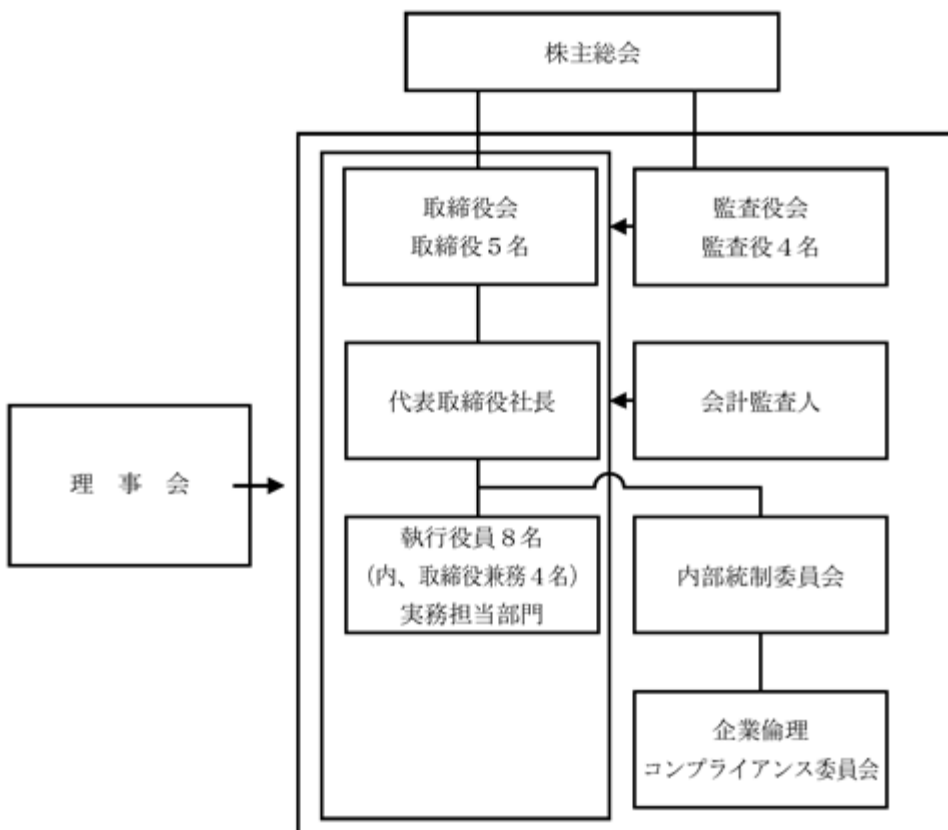 株主総会
取締役会
取締役５名
監査役会
監査役４名
代表取締役社長
会計監査人
理　事　会
執行役員８名
（内、取締役兼務４名）
実務担当部門
内部統制委員会
企業倫理
コンプライアンス委員会